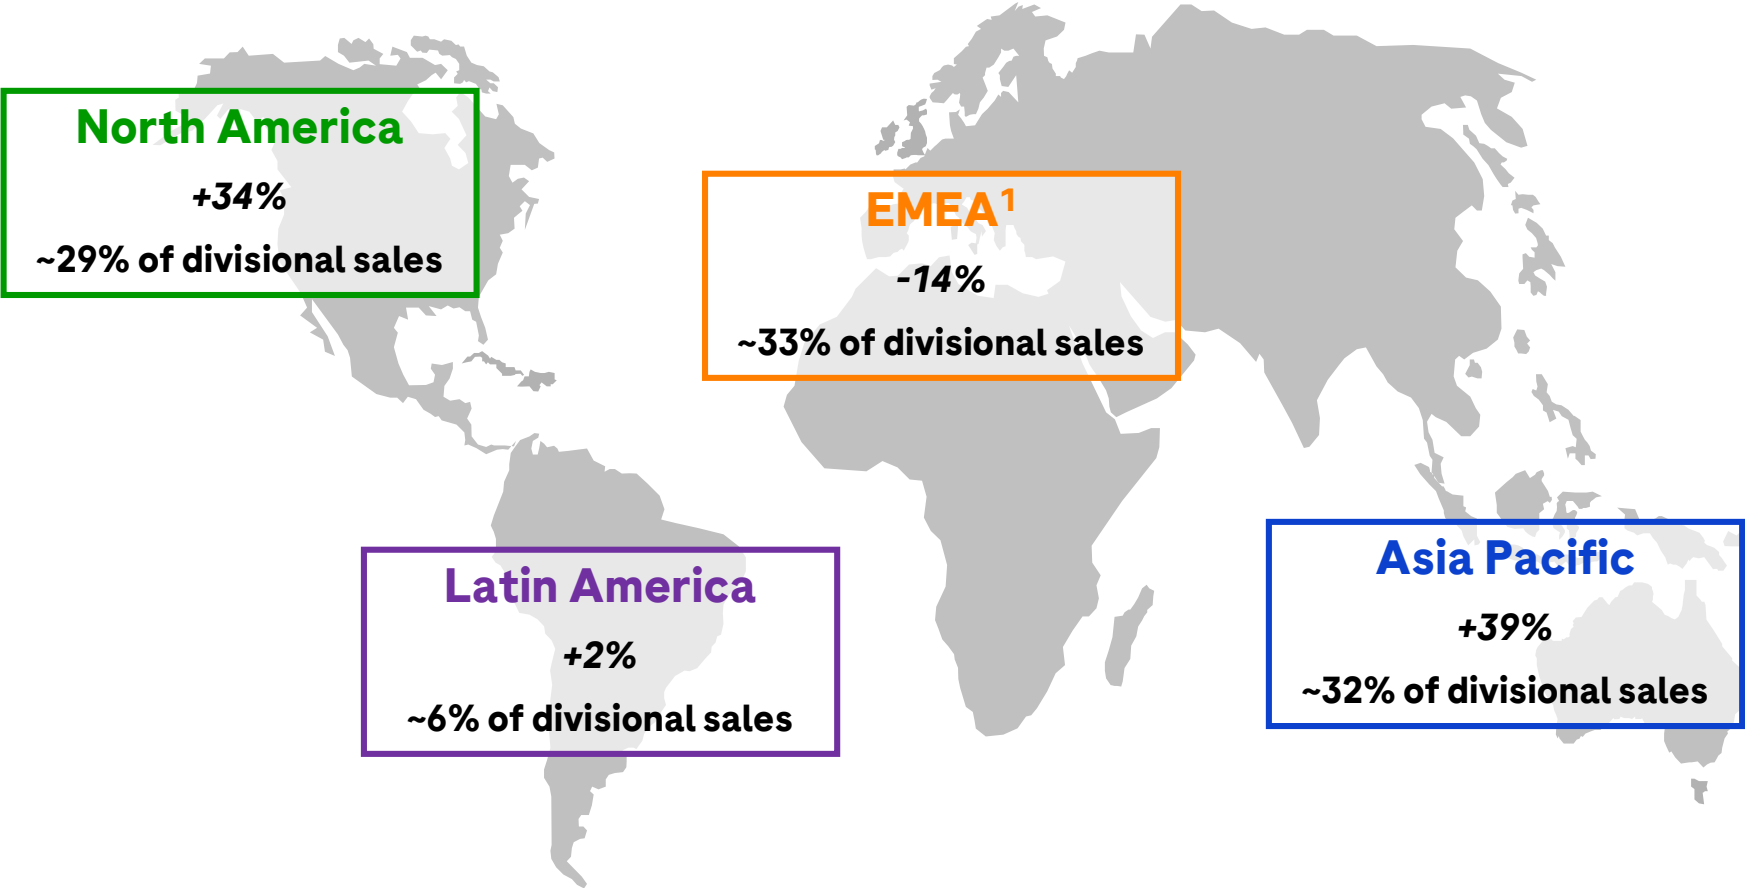 North America
+34%
~29% of divisional sales
EMEA¹
-14%
~33% of divisional sales
Latin America
+2%
~6% of divisional sales
Asia Pacific
+39%
~32% of divisional sales